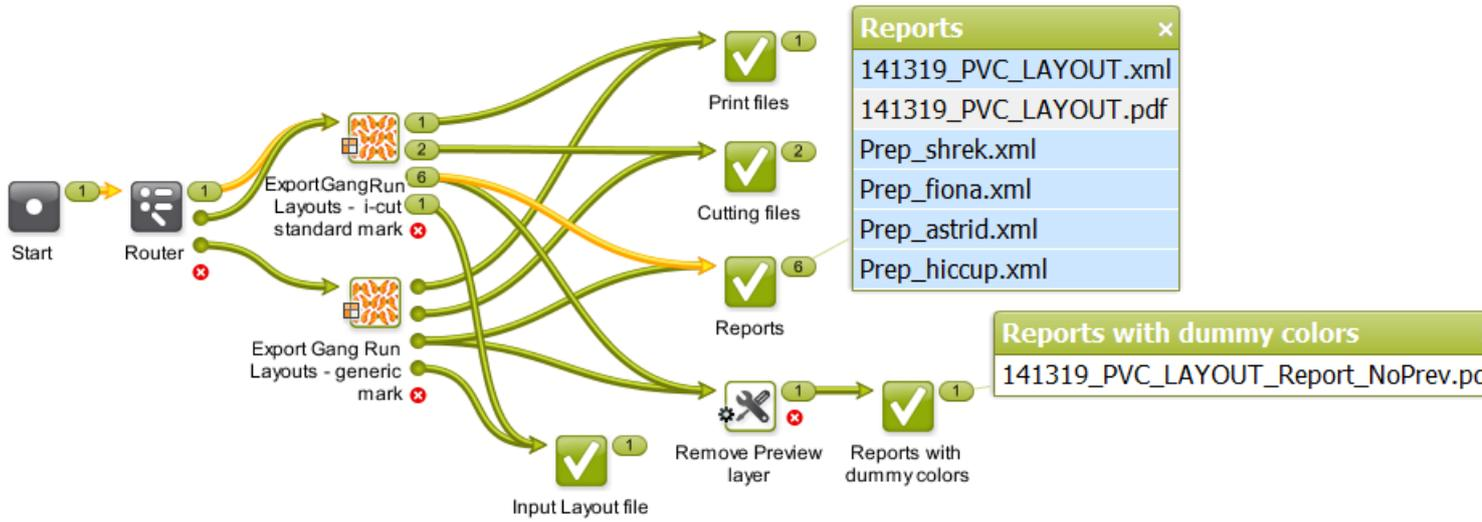 1
Print files
Reports
141319_PVC_LAYOUT.xml
141319_PVC_LAYOUT.pdf
Prep_shrek.xml
Prep_fiona.xml
Prep_astrid.xml
Prep_hiccup.xml
1
Start
1
Router
1
2
6
1
ExportGangRun
Layouts - i-cut
standard mark
2
Cutting files
6
Reports
Export Gang Run
Layouts - generic
mark
Reports with dummy colors
141319_PVC_LAYOUT_Report_NoPrev.pd
1
Remove Preview
layer
1
Reports with
dummy colors
1
Input Layout file